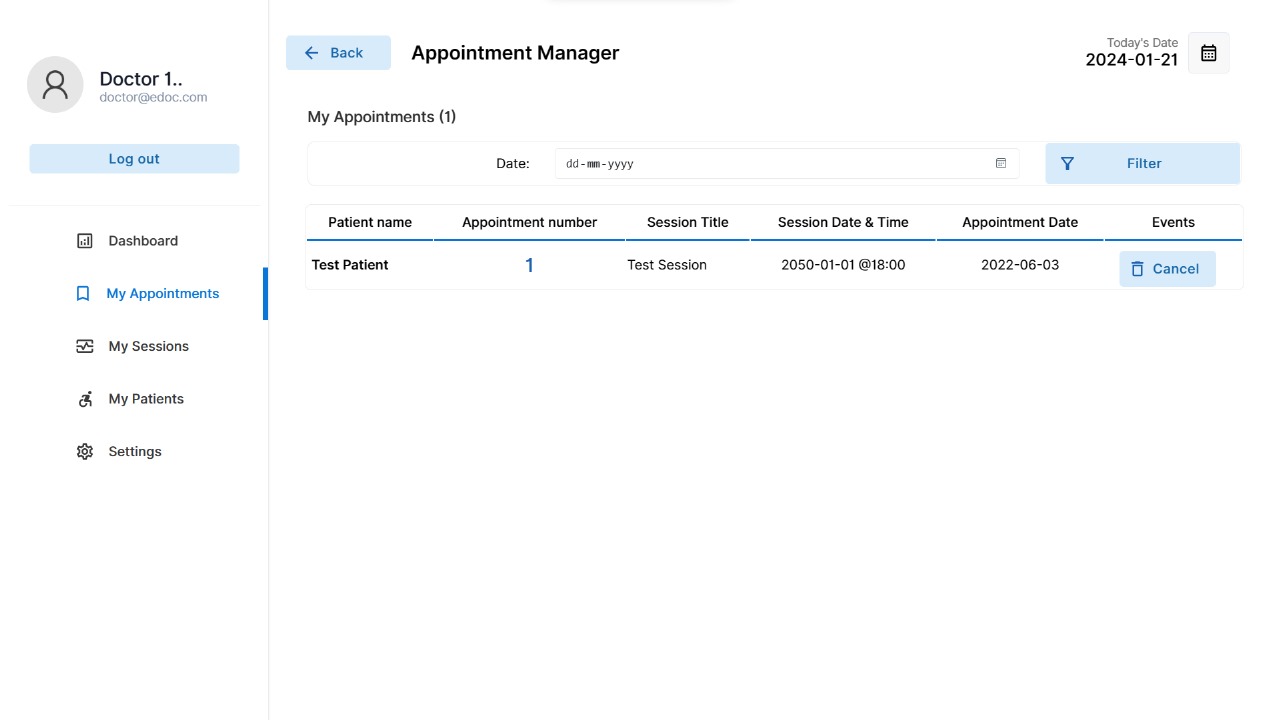 Doctor 1..
doctor@edoc.com
Log out
Dashboard
My Appointments
My Sessions
My Patients
Settings
Back
Appointment Manager
Today's Date
2024-01-21
My Appointments (1)
Date:
dd-mm-yyyy
Filter
Patient name Appointment number Session Title Session Date & Time Appointment Date Events
Test Patient 1 Test Session 2050-01-01 @18:00 2022-06-03 Cancel